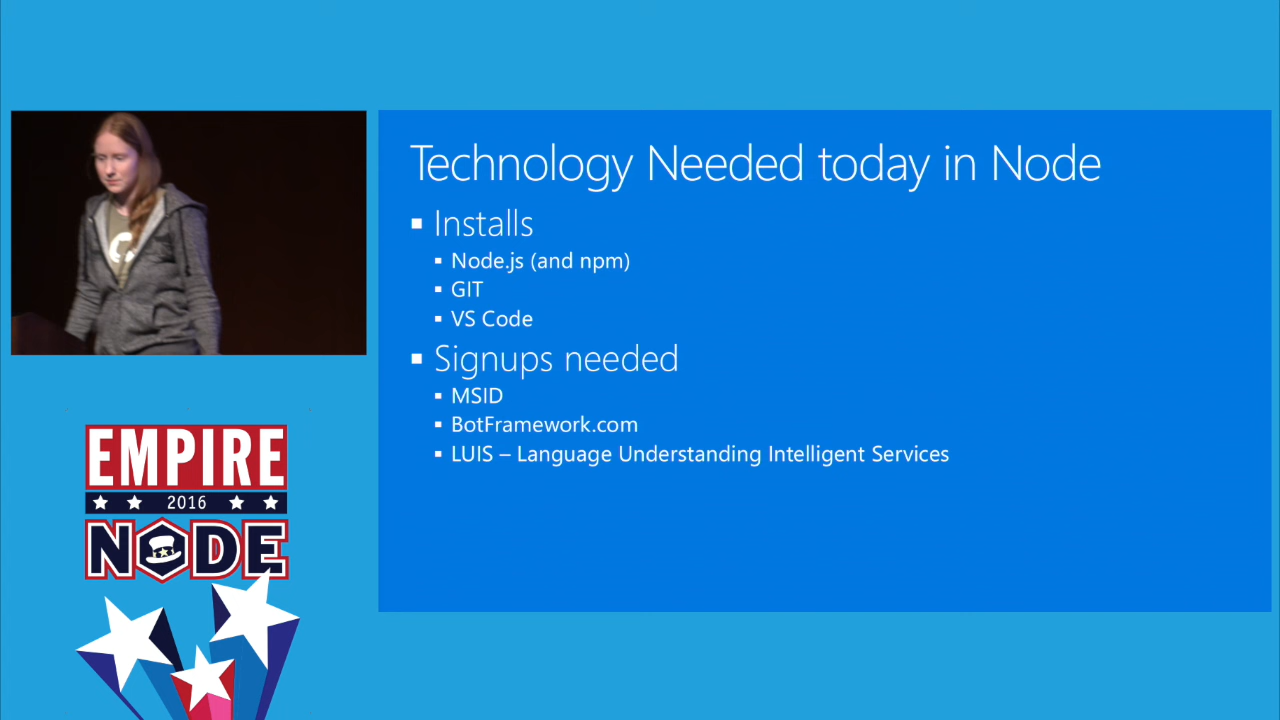 Technology Needed today in Node
Installs
Node.js (and npm)
GIT
VS Code
Signups needed
MSID
BotFramework.com
LUIS – Language Understanding Intelligent Services
EMPIRE
2016
NODE